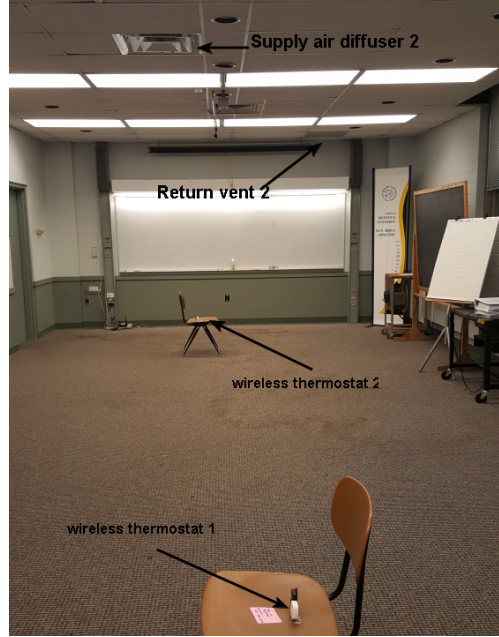 Supply air diffuser 2
Return vent 2
wireless thermostat 2
wireless thermostat 1